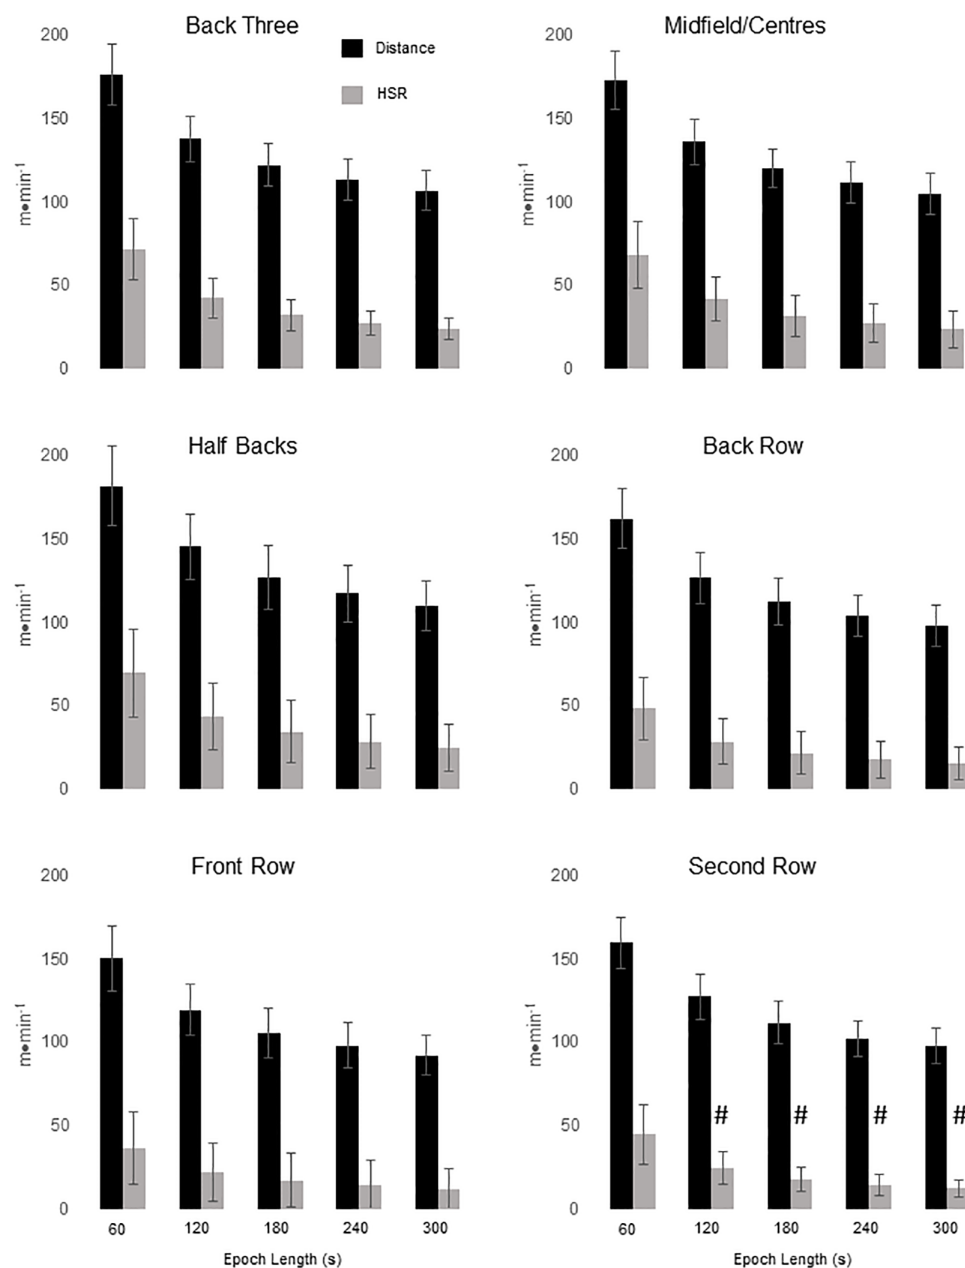 Back Three
200
150
100
50
0
m•min-1
Distance
HSR
Midfield/Centres
200
150
100
50
0
m•min-1
Half Backs
200
150
100
50
0
m•min-1
Back Row
200
150
100
50
0
m•min-1
Front Row
200
150
100
50
0
m•min-1
60 120 180 240 300
Epoch Length (s)
Second Row
200
150
100
50
0
m•min-1
# # # #
60 120 180 240 300
Epoch Length (s)